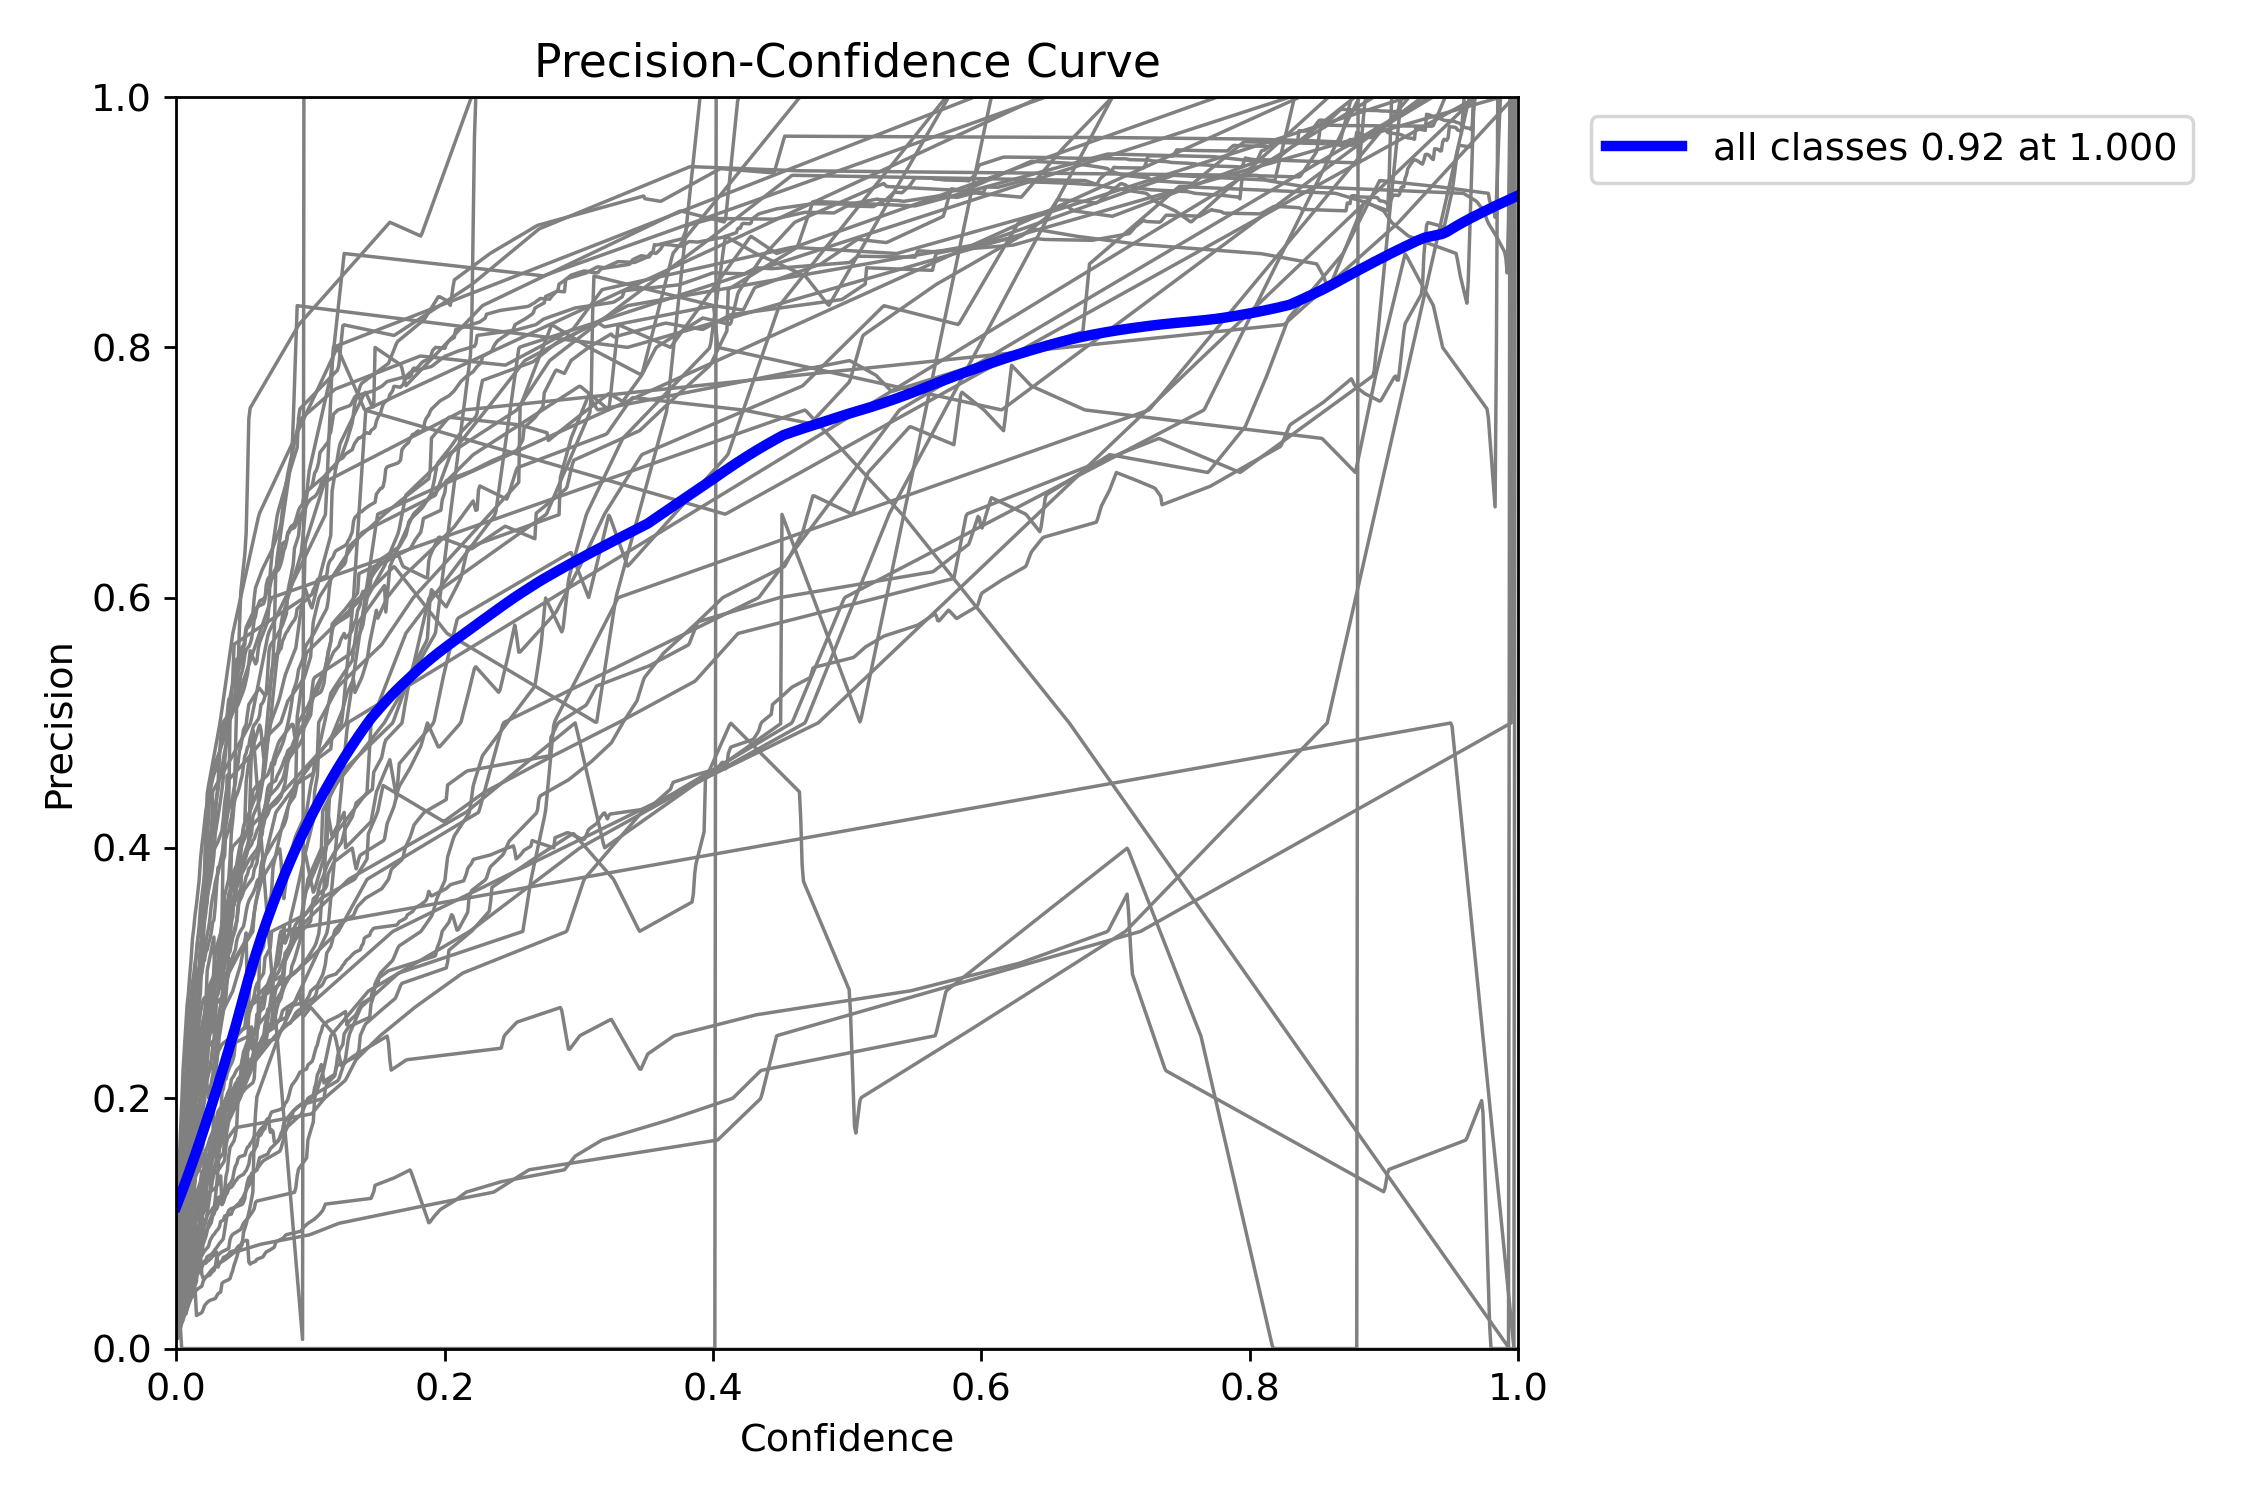 Precision-Confidence Curve
all classes 0.92 at 1.000
1.0
0.8
0.6
0.4
0.2
0.0
Precision
0.0 0.2 0.4 0.6 0.8 1.0
Confidence